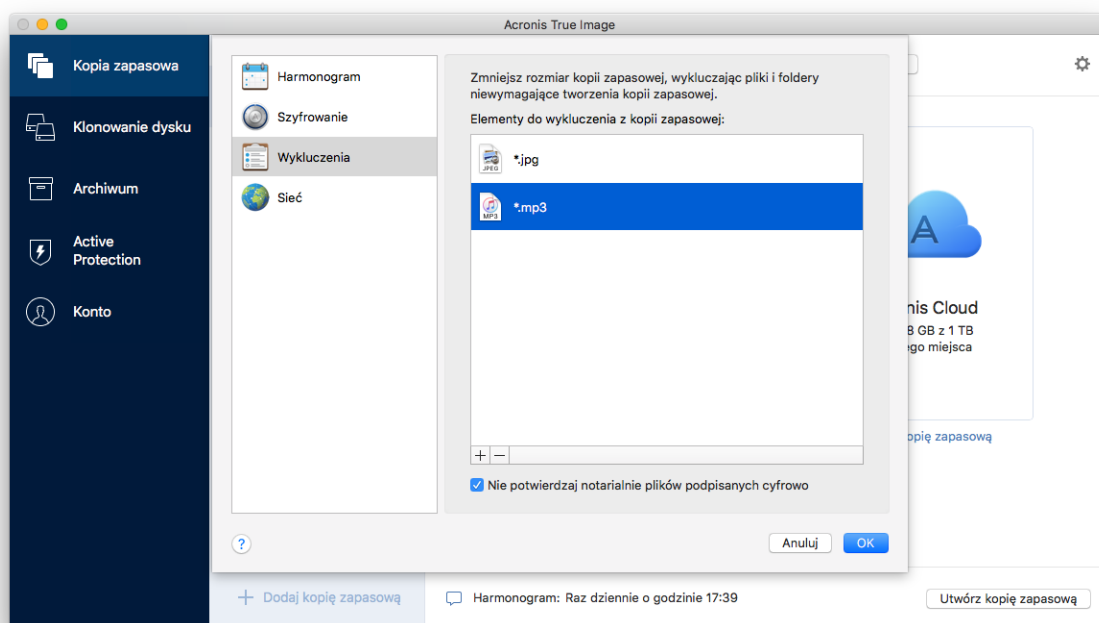 Acronis True Image
Kopia zapasowa
Klonowanie dysku
Archiwum
Active
Protection
Konto
Harmonogram
Szyfrowanie
Wykluczenia
Sieć
Zmniejsz rozmiar kopii zapasowej, wykluczając pliki i foldery
niewymagające tworzenia kopii zapasowej.
Elementy do wykluczenia z kopii zapasowej:
JPEG
*.jpg
MP3
*.mp3
Nie potwierdzaj notarialnie plików podpisanych cyfrowo
?
Anuluj
OK
nis Cloud
8 GB z 1 TB
ego miejsca
opię zapasową
Dodaj kopię zapasową
Harmonogram: Raz dziennie o godzinie 17:39
Utwórz kopię zapasową